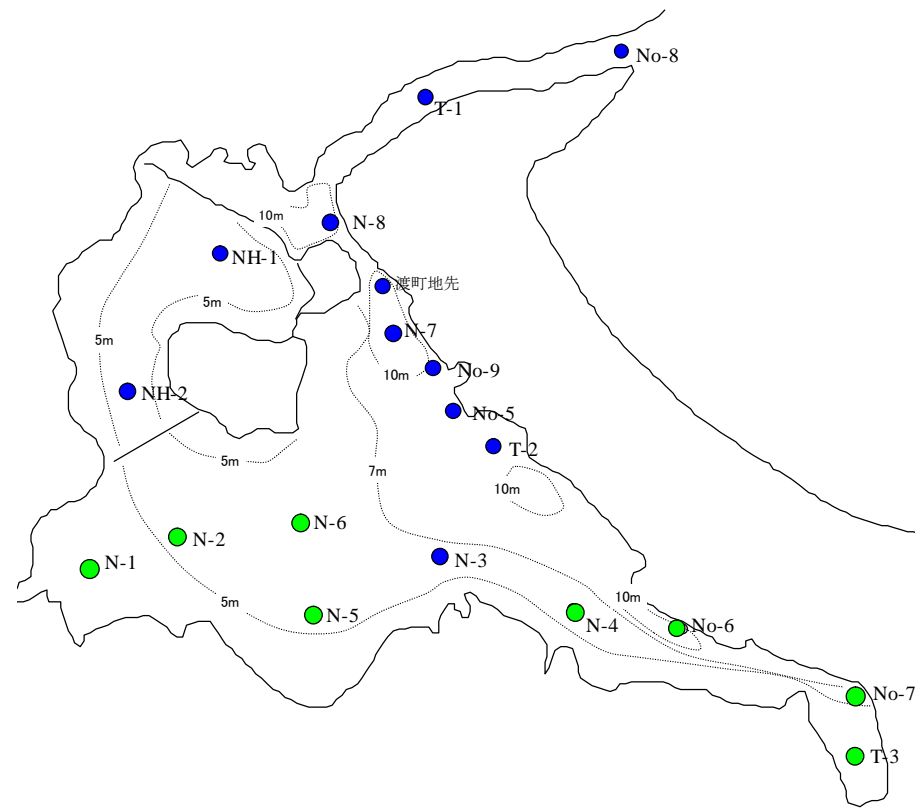 No-8
T-1
10m
N-8
NH-1
渡町地先
5m
N-7
5m
10m
No-9
NH-2
No-5
T-2
5m
7m
10m
N-6
N-2
N-3
N-1
10m
5m
N-5
N-4
No-6
No-7
T-3